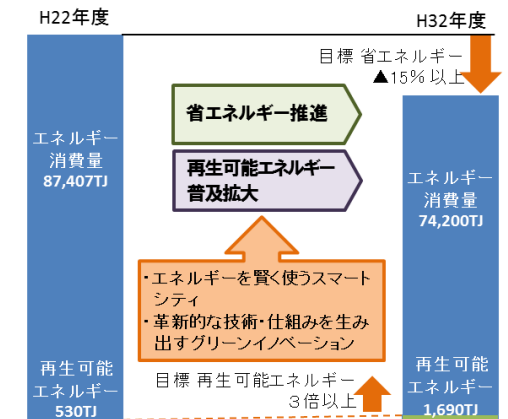 H22年度
H32年度
目標 省エネルギー
▲15% 以上
省エネルギー推進
再生可能エネルギー
普及拡大
エネルギー
消費量
87,407TJ
エネルギー
消費量
74,200TJ
・エネルギーを賢く使うスマート
シティ
・革新的な技術・仕組みを生み
出すグリーンイノベーション
再生可能
エネルギー
530TJ
目標 再生可能エネルギー
3倍以上
再生可能
エネルギー
1,690TJ